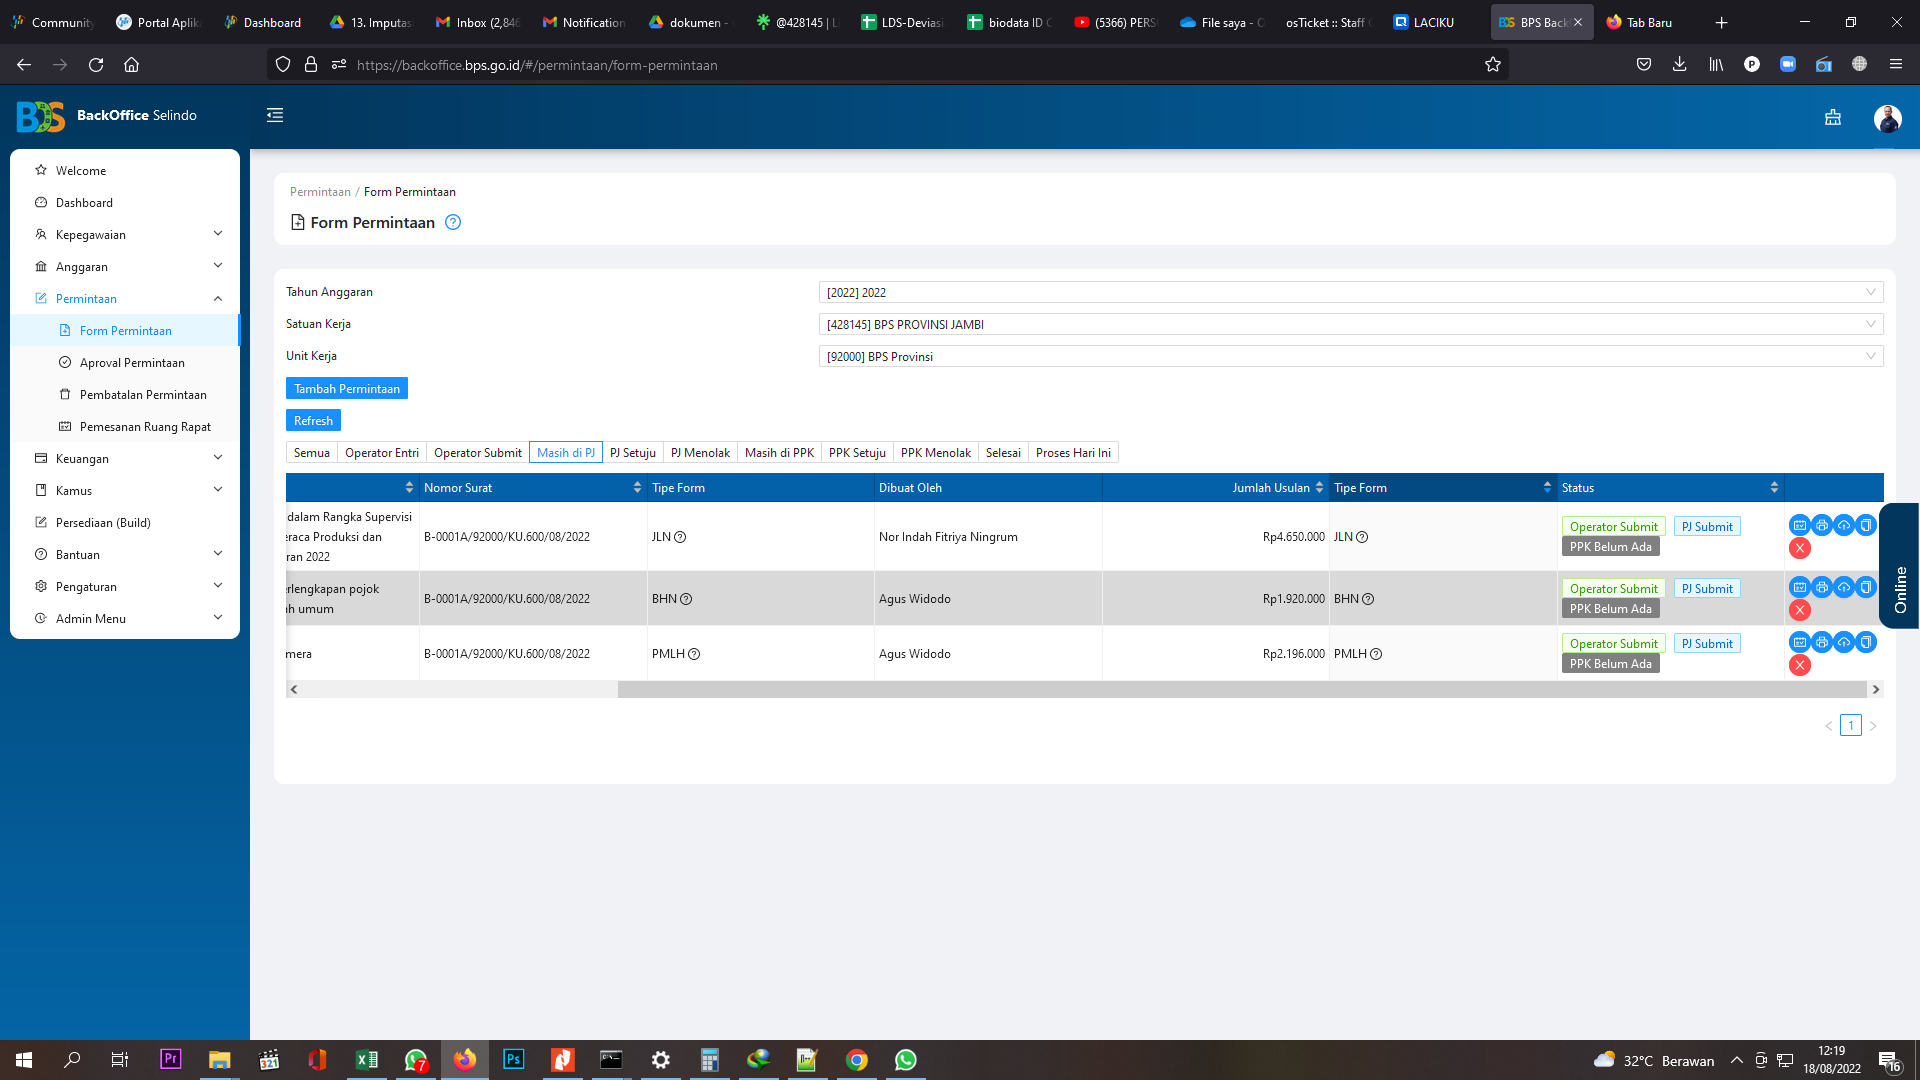 Community
Portal Aplik
Dashboard
13. Imputas
Inbox (2,846
Notification
dokumen -
@428145 | L
LDS-Deviasi
biodata ID C
(5366) PERS
File saya - O
osTicket :: Staff C
LACIKU
BPS Back
Tab Baru
https://backoffice.bps.go.id/#/permintaan/form-permintaan
BackOffice Selindo
Welcome
Dashboard
Kepegawaian
Anggaran
Permintaan
Form Permintaan
Aproval Permintaan
Pembatalan Permintaan
Pemesanan Ruang Rapat
Keuangan
Kamus
Persediaan (Build)
Bantuan
Pengaturan
Admin Menu
Permintaan / Form Permintaan
Form Permintaan
Tahun Anggaran
[2022] 2022
Satuan Kerja
[428145] BPS PROVINSI JAMBI
Unit Kerja
[92000] BPS Provinsi
Tambah Permintaan
Refresh
Semua Operator Entri Operator Submit Masih di PJ PJ Setuju PJ Menolak Masih di PPK PPK Setuju PPK Menolak Selesai Proses Hari Ini
Nomor Surat Tipe Form Dibuat Oleh Jumlah Usulan Tipe Form Status
dalam Rangka Supervisi
eraca Produksi dan
ran 2022
B-0001A/92000/KU.600/08/2022 JLN Nor Indah Fitriya Ningrum Rp4.650.000 JLN
Operator Submit PJ Submit
PPK Belum Ada
erlengkapan pojok
ah umum
B-0001A/92000/KU.600/08/2022 BHN Agus Widodo Rp1.920.000 BHN
Operator Submit PJ Submit
PPK Belum Ada
mera
B-0001A/92000/KU.600/08/2022 PMLH Agus Widodo Rp2.196.000 PMLH
Operator Submit PJ Submit
PPK Belum Ada
1
Online
Pr
321
7
Ps
32°C Berawan
12:19
18/08/2022
16